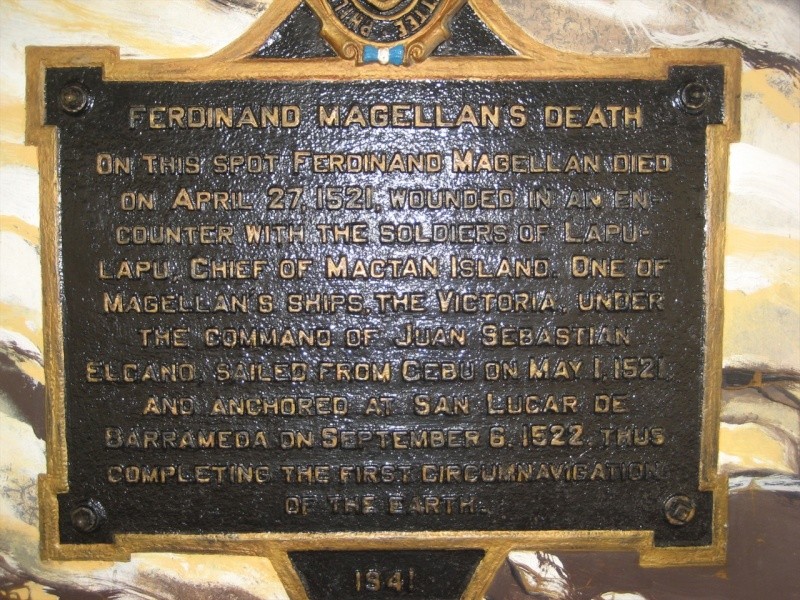 TTEE PHIL
FERDINAND MAGELLAN'S DEATH
ON THIS SPOT FERDINAND MAGELLAN DIED
ON APRIL 27, 1521, WOUNDED IN AN EN-
COUNTER WITH THE SOLDIERS OF LAPU-
LAPU, CHIEF OF MACTAN ISLAND. ONE OF
MAGELLAN'S SHIPS, THE VICTORIA, UNDER
THE COMMAND OF JUAN SEBASTIAN
ELCANO, SAILED FROM CEBU ON MAY 1, 1521,
AND ANCHORED AT SAN LUCAR DE
BARRAMEDA ON SEPTEMBER 6, 1522, THUS
COMPLETING THE FIRST CIRCUMNAVIGATION
OF THE EARTH.
1941